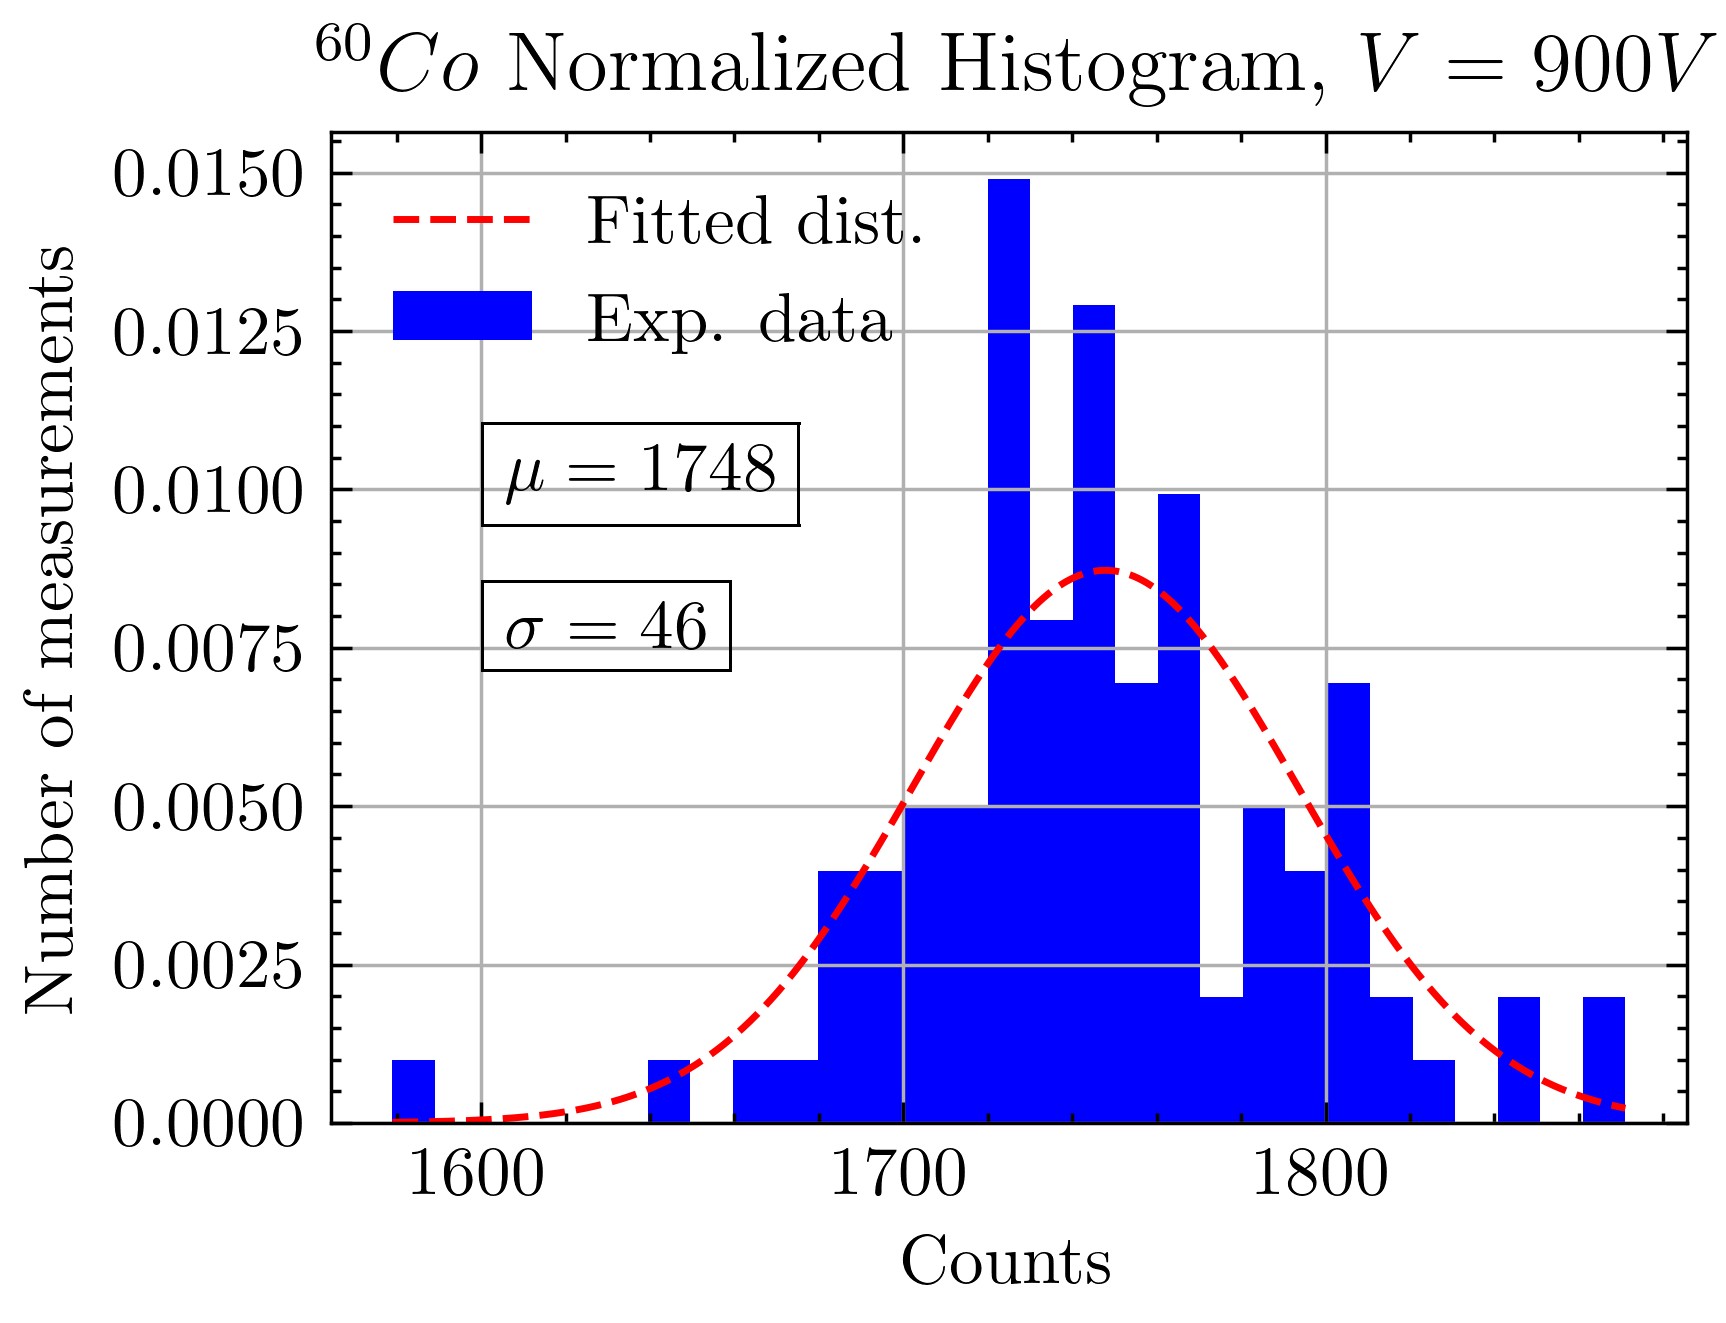 ⁶⁰Co Normalized Histogram, V = 900V
Number of measurements
0.0150
0.0125
0.0100
0.0075
0.0050
0.0025
0.0000
Fitted dist.
Exp. data
μ = 1748
σ = 46
1600 1700 1800
Counts